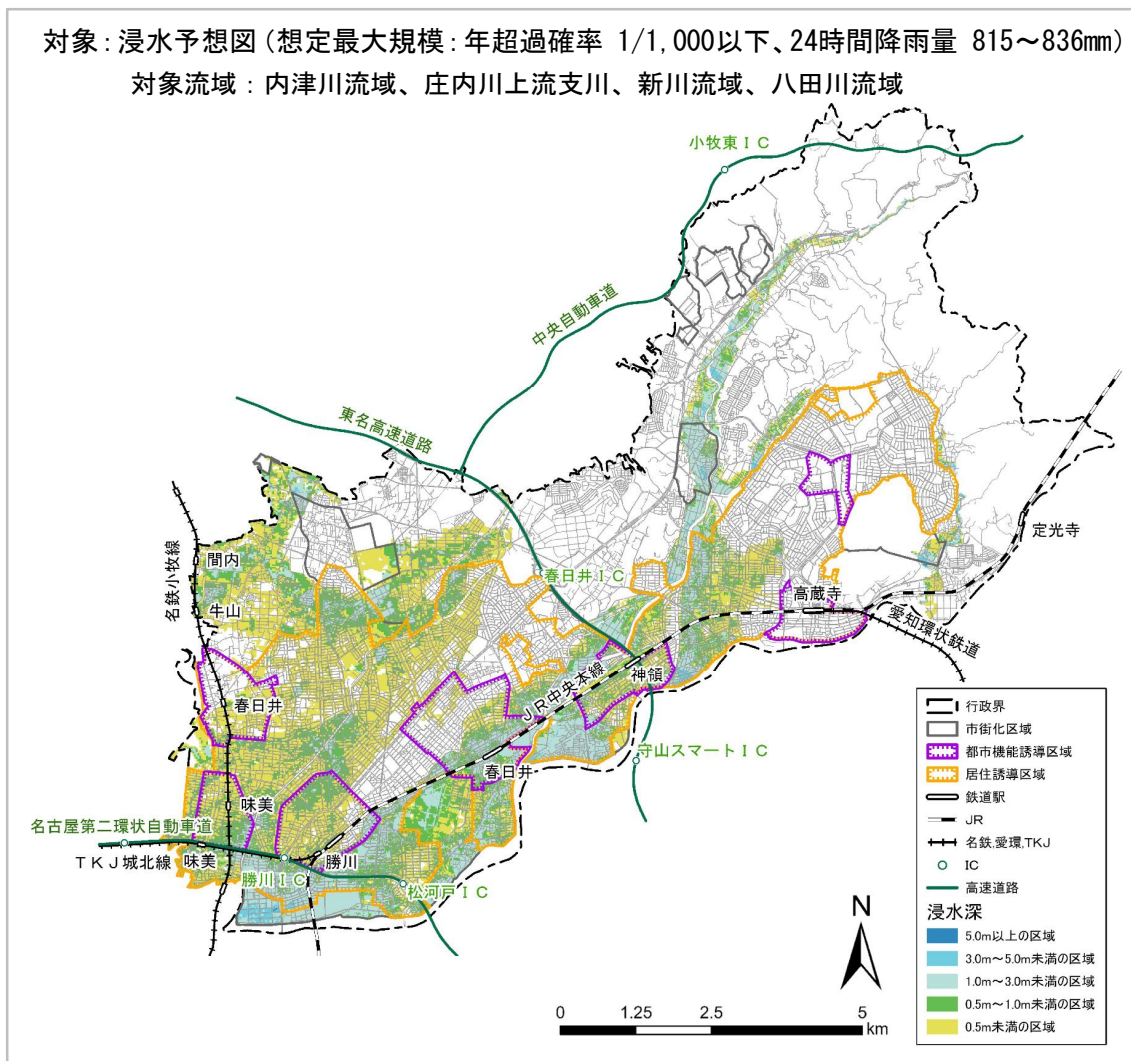 対象：浸水予想図（想定最大規模：年超過確率 1/1,000以下、24時間降雨量 815～836mm）
対象流域：内津川流域、庄内川上流支川、新川流域、八田川流域
小牧東ＩＣ
中央自動車道
東名高速道路
定光寺
名鉄小牧線
間内
春日井ＩＣ
牛山
高蔵寺
愛知環状鉄道
ＪＲ中央本線
神領
春日井
守山スマートＩＣ
春日井
味美
名古屋第二環状自動車道
ＴＫＪ城北線
味美
勝川
勝川ＩＣ
松河戸ＩＣ
行政界
市街化区域
都市機能誘導区域
居住誘導区域
鉄道駅
JR
名鉄,愛環,TKJ
IC
高速道路
浸水深
5.0m以上の区域
3.0m～5.0m未満の区域
1.0m～3.0m未満の区域
0.5m～1.0m未満の区域
0.5m未満の区域
N
0 1.25 2.5 5
km